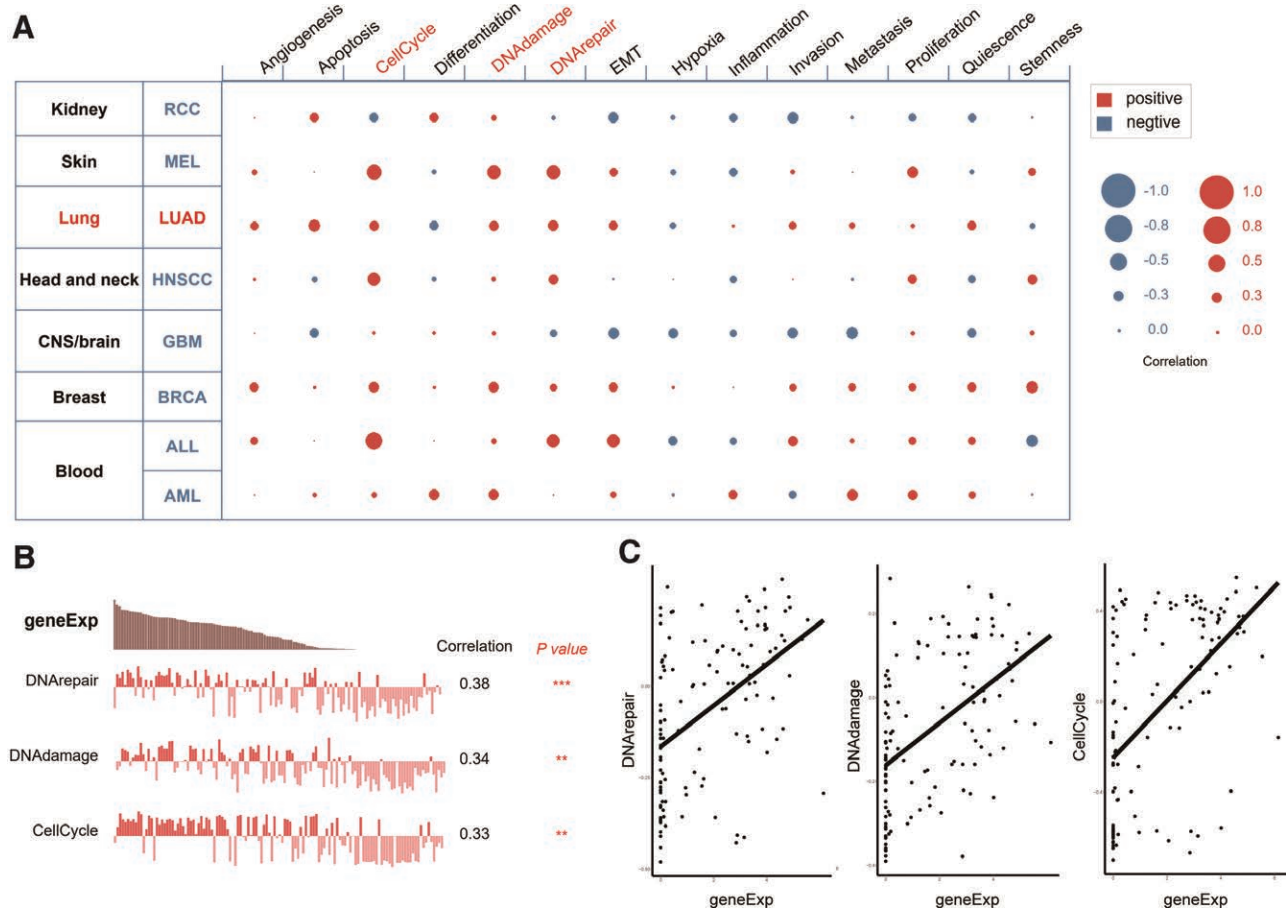 A
Angiogenesis
Apoptosis
CellCycle
Differentiation
DNAdamage
DNArepair
EMT
Hypoxia
Inflammation
Invasion
Metastasis
Proliferation
Quiescence
Stemness
Kidney RCC
Skin MEL
Lung LUAD
Head and neck HNSCC
CNS/brain GBM
Breast BRCA
Blood ALL
AML
positive
negtive
-1.0 1.0
-0.8 0.8
-0.5 0.5
-0.3 0.3
0.0 0.0
Correlation
B
geneExp
Correlation P value
DNArepair 0.38 ***
DNAdamage 0.34 **
CellCycle 0.33 **
C
DNArepair
geneExp
DNAdamage
geneExp
CellCycle
geneExp